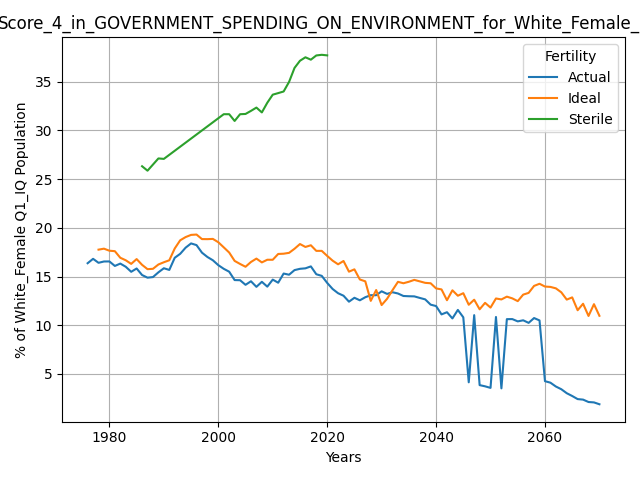 Score_4_in_GOVERNMENT_SPENDING_ON_ENVIRONMENT_for_White_Female_
Fertility
Actual
Ideal
Sterile
% of White_Female Q1_IQ Population
35
30
25
20
15
10
5
1980 2000 2020 2040 2060
Years